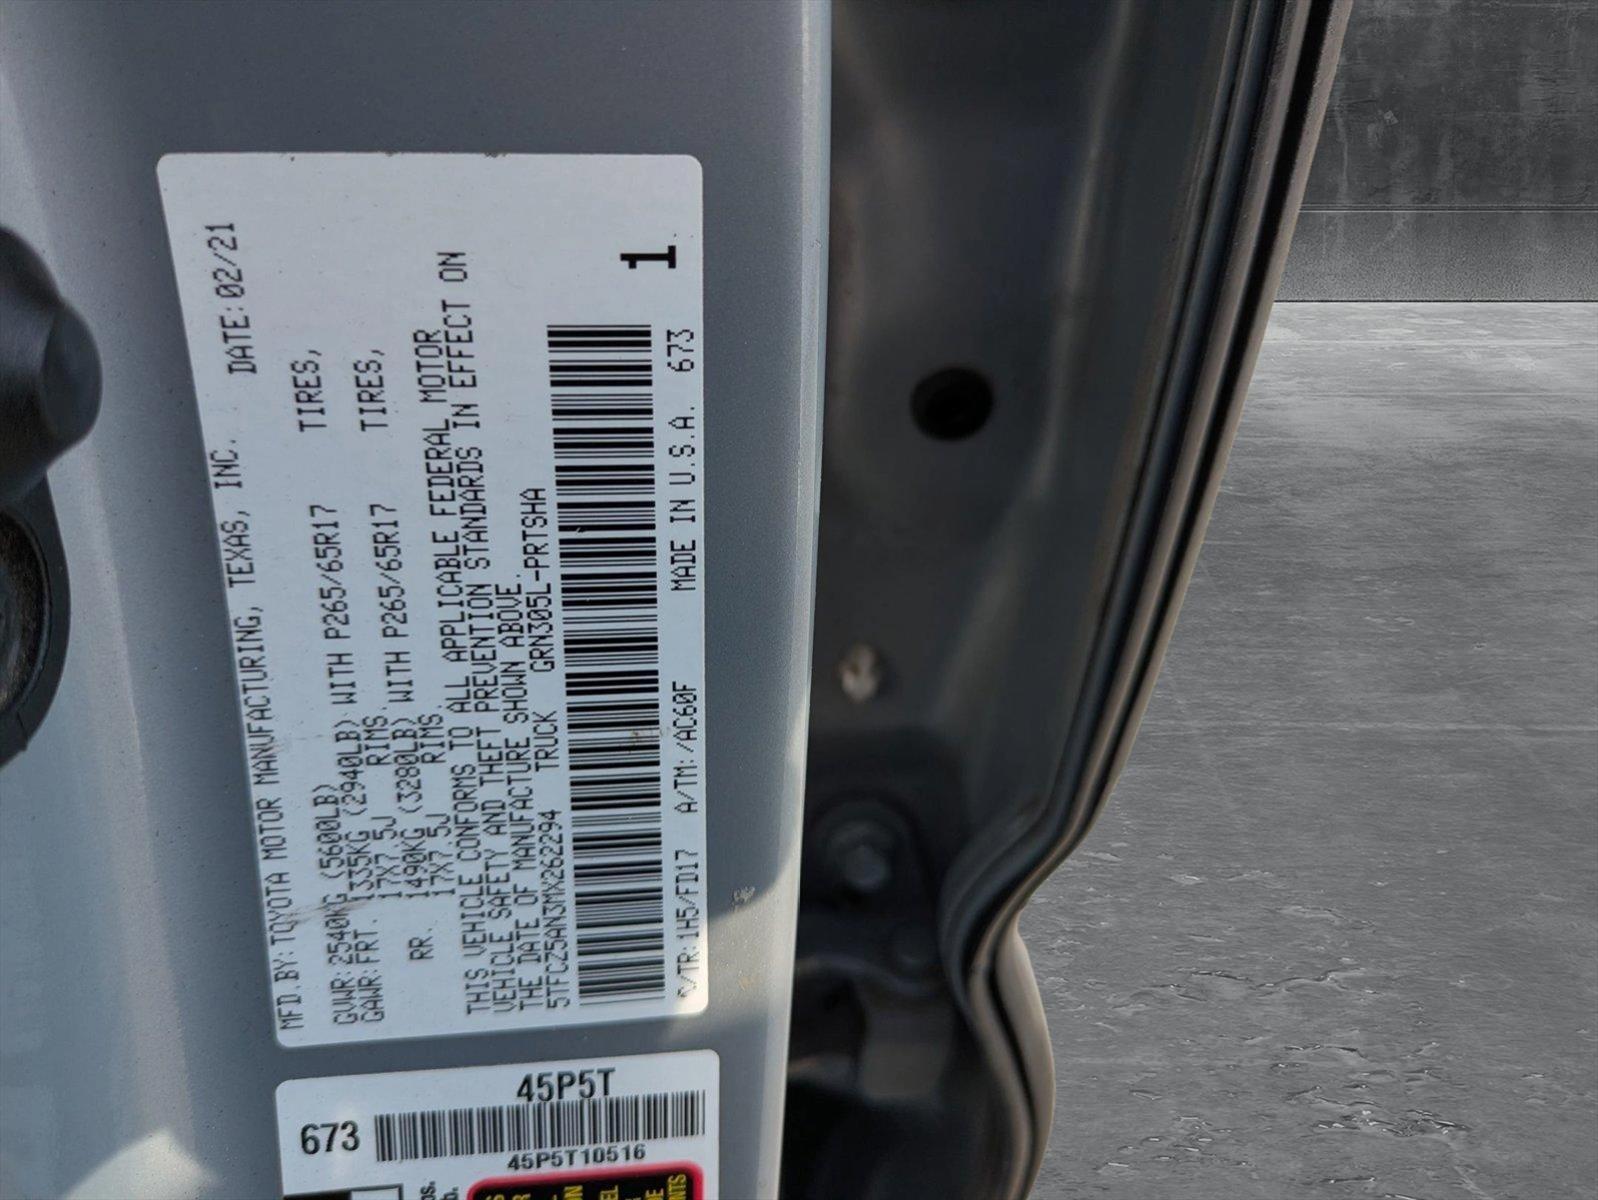 MFD.BY:TOYOTA MOTOR MANUFACTURING, TEXAS, INC. DATE:02/21
GVWR:2540KG (5600LB)
GAWR:FRT. 1335KG (2940LB) WITH P265/65R17 TIRES,
17X7.5J RIMS.
RR. 1490KG (3280LB) WITH P265/65R17 TIRES,
17X7.5J RIMS.
THIS VEHICLE CONFORMS TO ALL APPLICABLE FEDERAL MOTOR
VEHICLE SAFETY AND THEFT PREVENTION STANDARDS IN EFFECT ON
THE DATE OF MANUFACTURE SHOWN ABOVE.
5TFCZ5AN3MX262294 TRUCK GRN305L-PRTSHA
1
C/TR:1H5/FD17 A/TM:/AC60F MADE IN U.S.A. 673
45P5T
673
45P5T10516